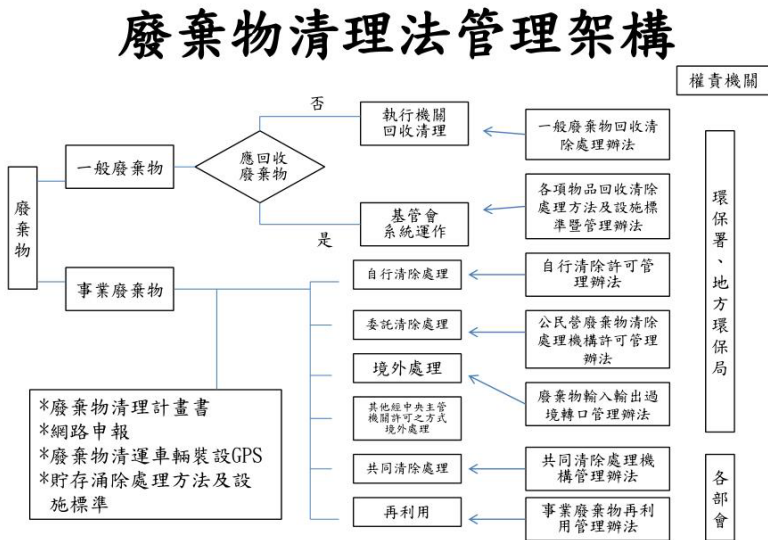 廢棄物清理法管理架構
權責機關
否
執行機關
回收清理
一般廢棄物回收清
除處理辦法
一般廢棄物
應回收
廢棄物
廢棄物
是
基管會
系統運作
各項物品回收清除
處理方法及設施標
準暨管理辦法
環保署、地方環保局
事業廢棄物
自行清除處理
自行清除許可管
理辦法
委託清除處理
公民營廢棄物清除
處理機構許可管理
辦法
境外處理
廢棄物輸入輸出過
境轉口管理辦法
其他經中央主管
機關許可之方式
境外處理
*廢棄物清理計畫書
*網路申報
*廢棄物清運車輛裝設GPS
*貯存涌除處理方法及設
施標準
共同清除處理
共同清除處理機
構管理辦法
各部會
再利用
事業廢棄物再利
用管理辦法